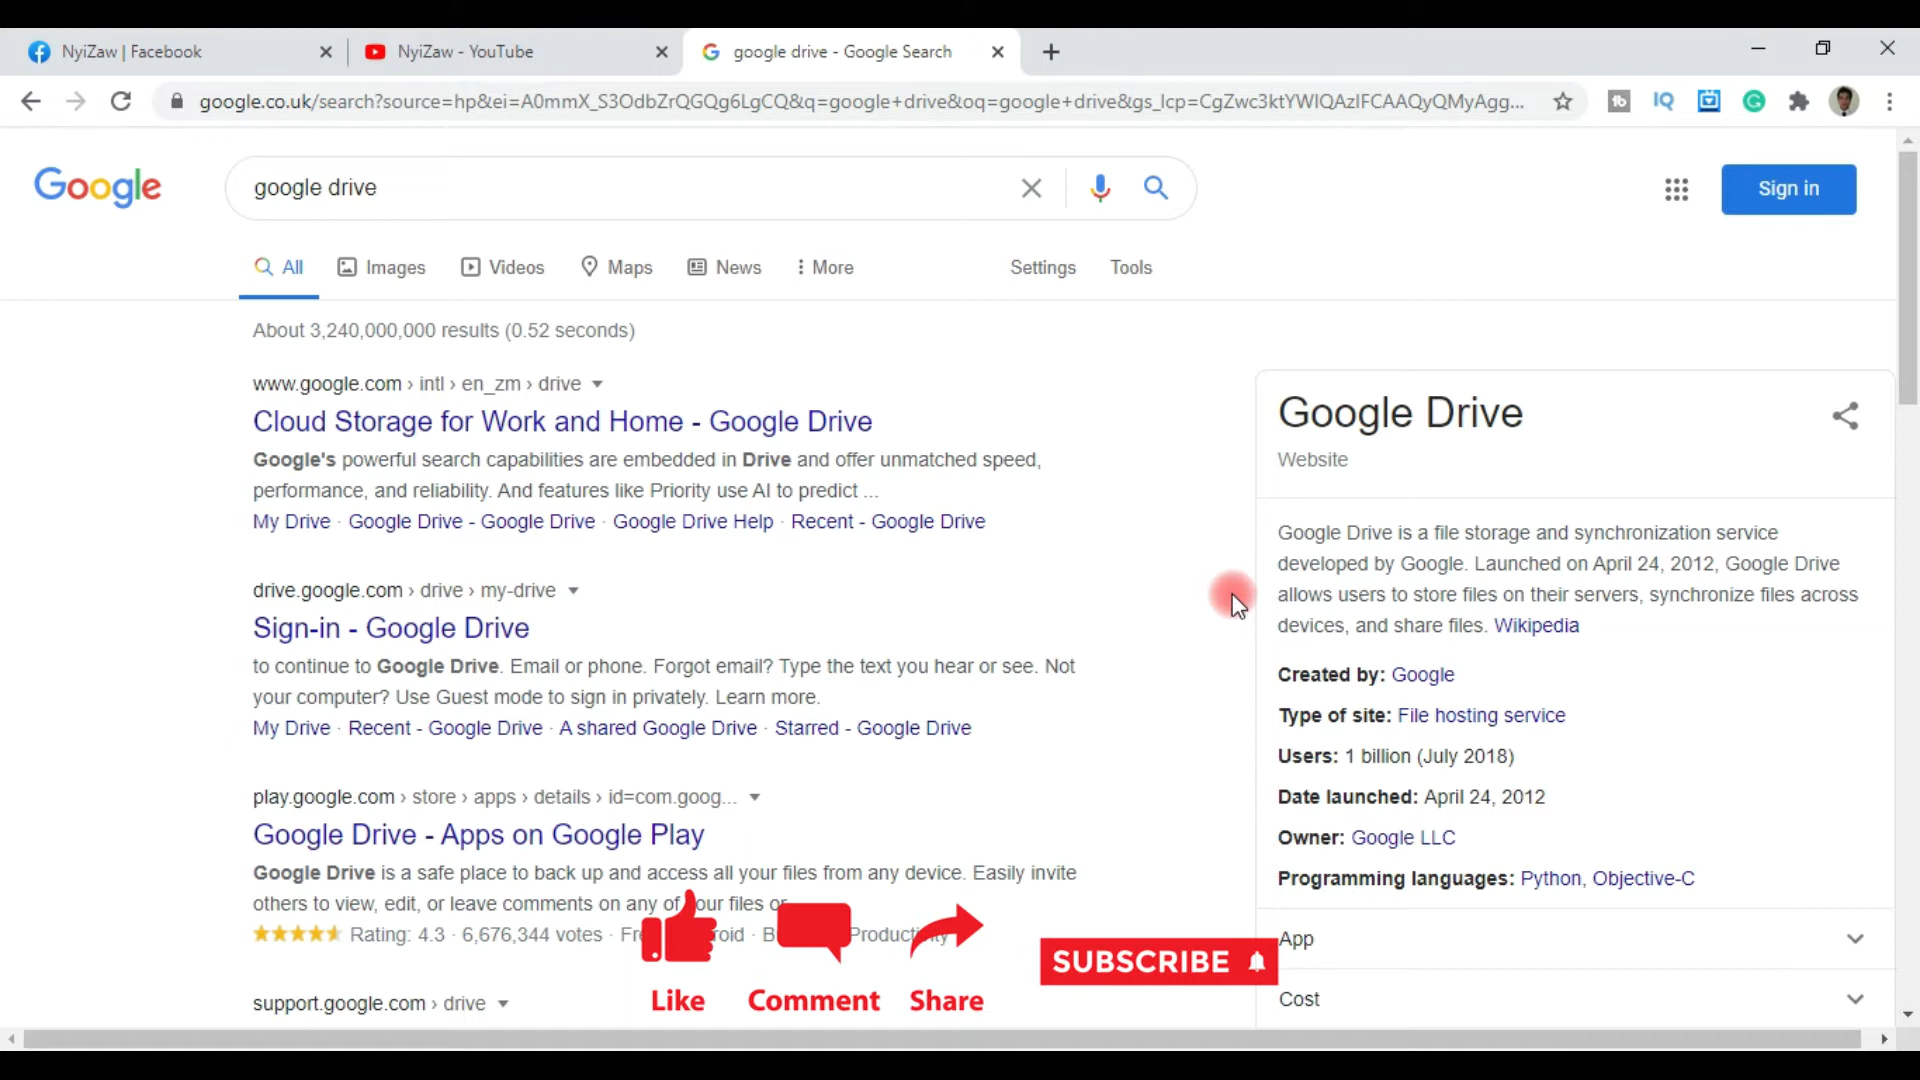 NyiZaw | Facebook
NyiZaw - YouTube
google drive - Google Search
google.co.uk/search?source=hp&ei=A0mmX_S3OdbZrQGQg6LgCQ&q=google+drive&oq=google+drive&gs_lcp=CgZwc3ktYWIQAzIFCAAQyQMyAgg...
Google
google drive
Sign in
All
Images
Videos
Maps
News
More
Settings
Tools
About 3,240,000,000 results (0.52 seconds)
www.google.com › intl › en_zm › drive
Cloud Storage for Work and Home - Google Drive
Google's powerful search capabilities are embedded in Drive and offer unmatched speed,
performance, and reliability. And features like Priority use AI to predict ...
My Drive · Google Drive - Google Drive · Google Drive Help · Recent - Google Drive
drive.google.com › drive › my-drive
Sign-in - Google Drive
to continue to Google Drive. Email or phone. Forgot email? Type the text you hear or see. Not
your computer? Use Guest mode to sign in privately. Learn more.
My Drive · Recent - Google Drive · A shared Google Drive · Starred - Google Drive
play.google.com › store › apps › details › id=com.goog...
Google Drive - Apps on Google Play
Google Drive is a safe place to back up and access all your files from any device. Easily invite
others to view, edit, or leave comments on any of your files or
Rating: 4.3 · 6,676,344 votes ·
support.google.com › drive
Google Drive
Website
Google Drive is a file storage and synchronization service
developed by Google. Launched on April 24, 2012, Google Drive
allows users to store files on their servers, synchronize files across
devices, and share files. Wikipedia
Created by: Google
Type of site: File hosting service
Users: 1 billion (July 2018)
Date launched: April 24, 2012
Owner: Google LLC
Programming languages: Python, Objective-C
App
Cost
Like
Comment
Share
SUBSCRIBE